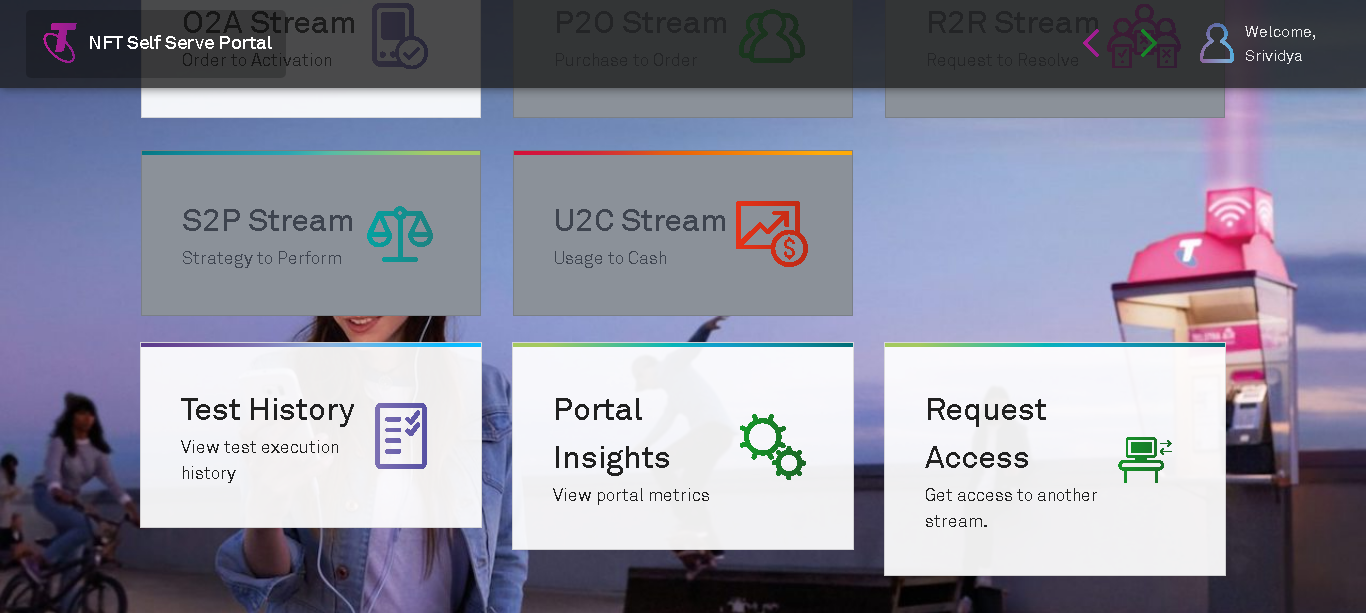 O2A Stream
Order to Activation
P2O Stream
Purchase to Order
R2R Stream
Request to Resolve
NFT Self Serve Portal
Welcome,
Srividya
S2P Stream
Strategy to Perform
U2C Stream
Usage to Cash
Test History
View test execution
history
Portal
Insights
View portal metrics
Request
Access
Get access to another
stream.